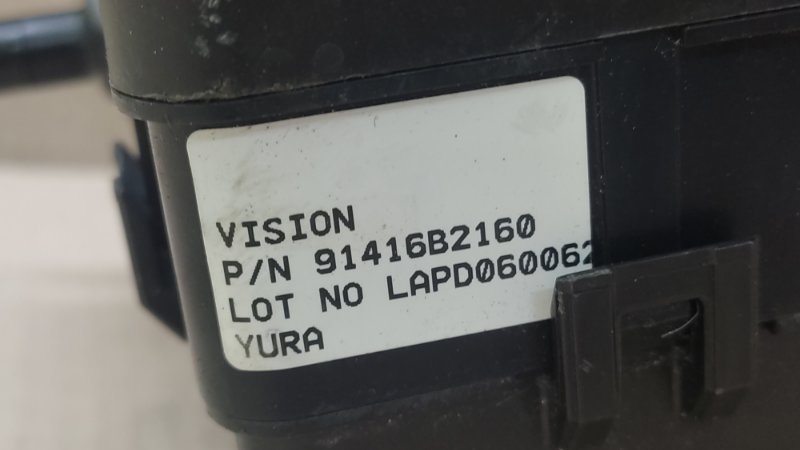 VISION
P/N 91416B2160
LOT NO LAPD060062
YURA